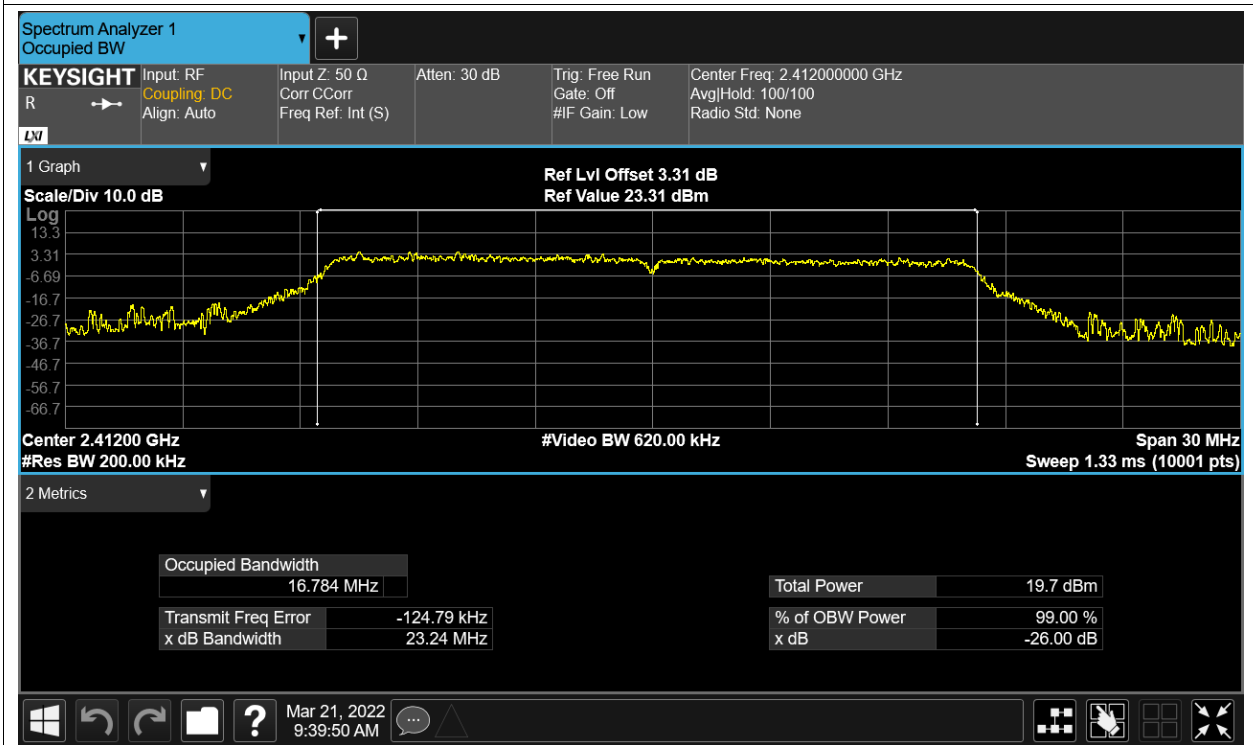 Spectrum Analyzer 1
Occupied BW
KEYSIGHT
R
LXI
Input: RF
Coupling: DC
Align: Auto
Input Z: 50 Ω
Corr CCorr
Freq Ref: Int (S)
Atten: 30 dB
Trig: Free Run
Gate: Off
#IF Gain: Low
Center Freq: 2.412000000 GHz
Avg|Hold: 100/100
Radio Std: None
1 Graph
Scale/Div 10.0 dB
Ref Lvl Offset 3.31 dB
Ref Value 23.31 dBm
Log
13.3
3.31
-6.69
-16.7
-26.7
-36.7
-46.7
-56.7
-66.7
Center 2.41200 GHz
#Video BW 620.00 kHz
Span 30 MHz
#Res BW 200.00 kHz
Sweep 1.33 ms (10001 pts)
2 Metrics
Occupied Bandwidth
16.784 MHz
Total Power 19.7 dBm
Transmit Freq Error -124.79 kHz
% of OBW Power 99.00 %
x dB Bandwidth 23.24 MHz
x dB -26.00 dB
?
Mar 21, 2022
9:39:50 AM